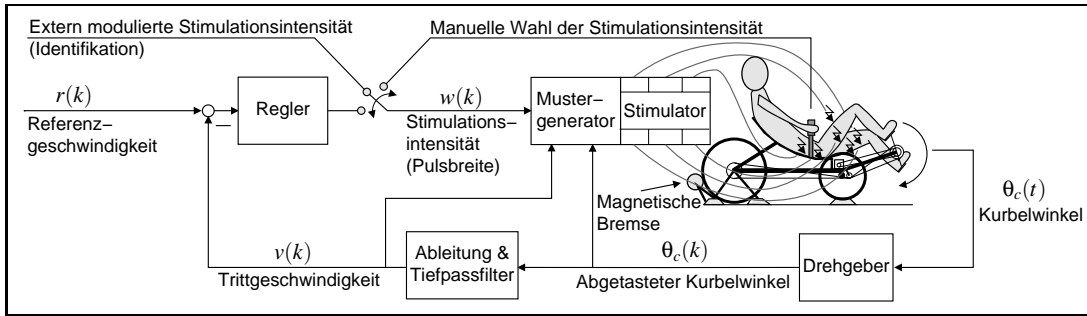 Extern modulierte Stimulationsintensität
(Identifikation)
Manuelle Wahl der Stimulationsintensität
r(k)
Referenz–
geschwindigkeit
–
Regler
w(k)
Stimulations–
intensität
(Pulsbreite)
Muster–
generator
Stimulator
Magnetische
Bremse
θc(t)
Kurbelwinkel
v(k)
Trittgeschwindigkeit
Ableitung &
Tiefpassfilter
θc(k)
Abgetasteter Kurbelwinkel
Drehgeber